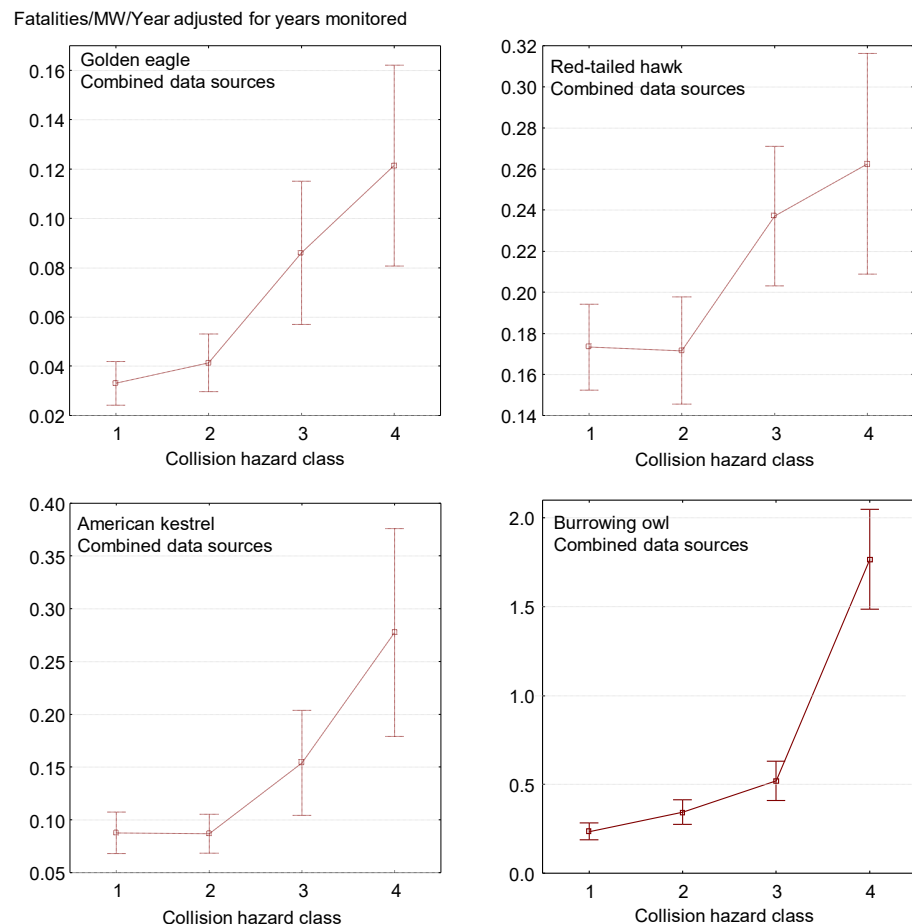 Fatalities/MW/Year adjusted for years monitored
Golden eagle
Combined data sources
0.16
0.14
0.12
0.10
0.08
0.06
0.04
0.02
1 2 3 4
Collision hazard class
Red-tailed hawk
Combined data sources
0.32
0.30
0.28
0.26
0.24
0.22
0.20
0.18
0.16
0.14
1 2 3 4
Collision hazard class
American kestrel
Combined data sources
0.40
0.35
0.30
0.25
0.20
0.15
0.10
0.05
1 2 3 4
Collision hazard class
Burrowing owl
Combined data sources
2.0
1.5
1.0
0.5
0.0
1 2 3 4
Collision hazard class